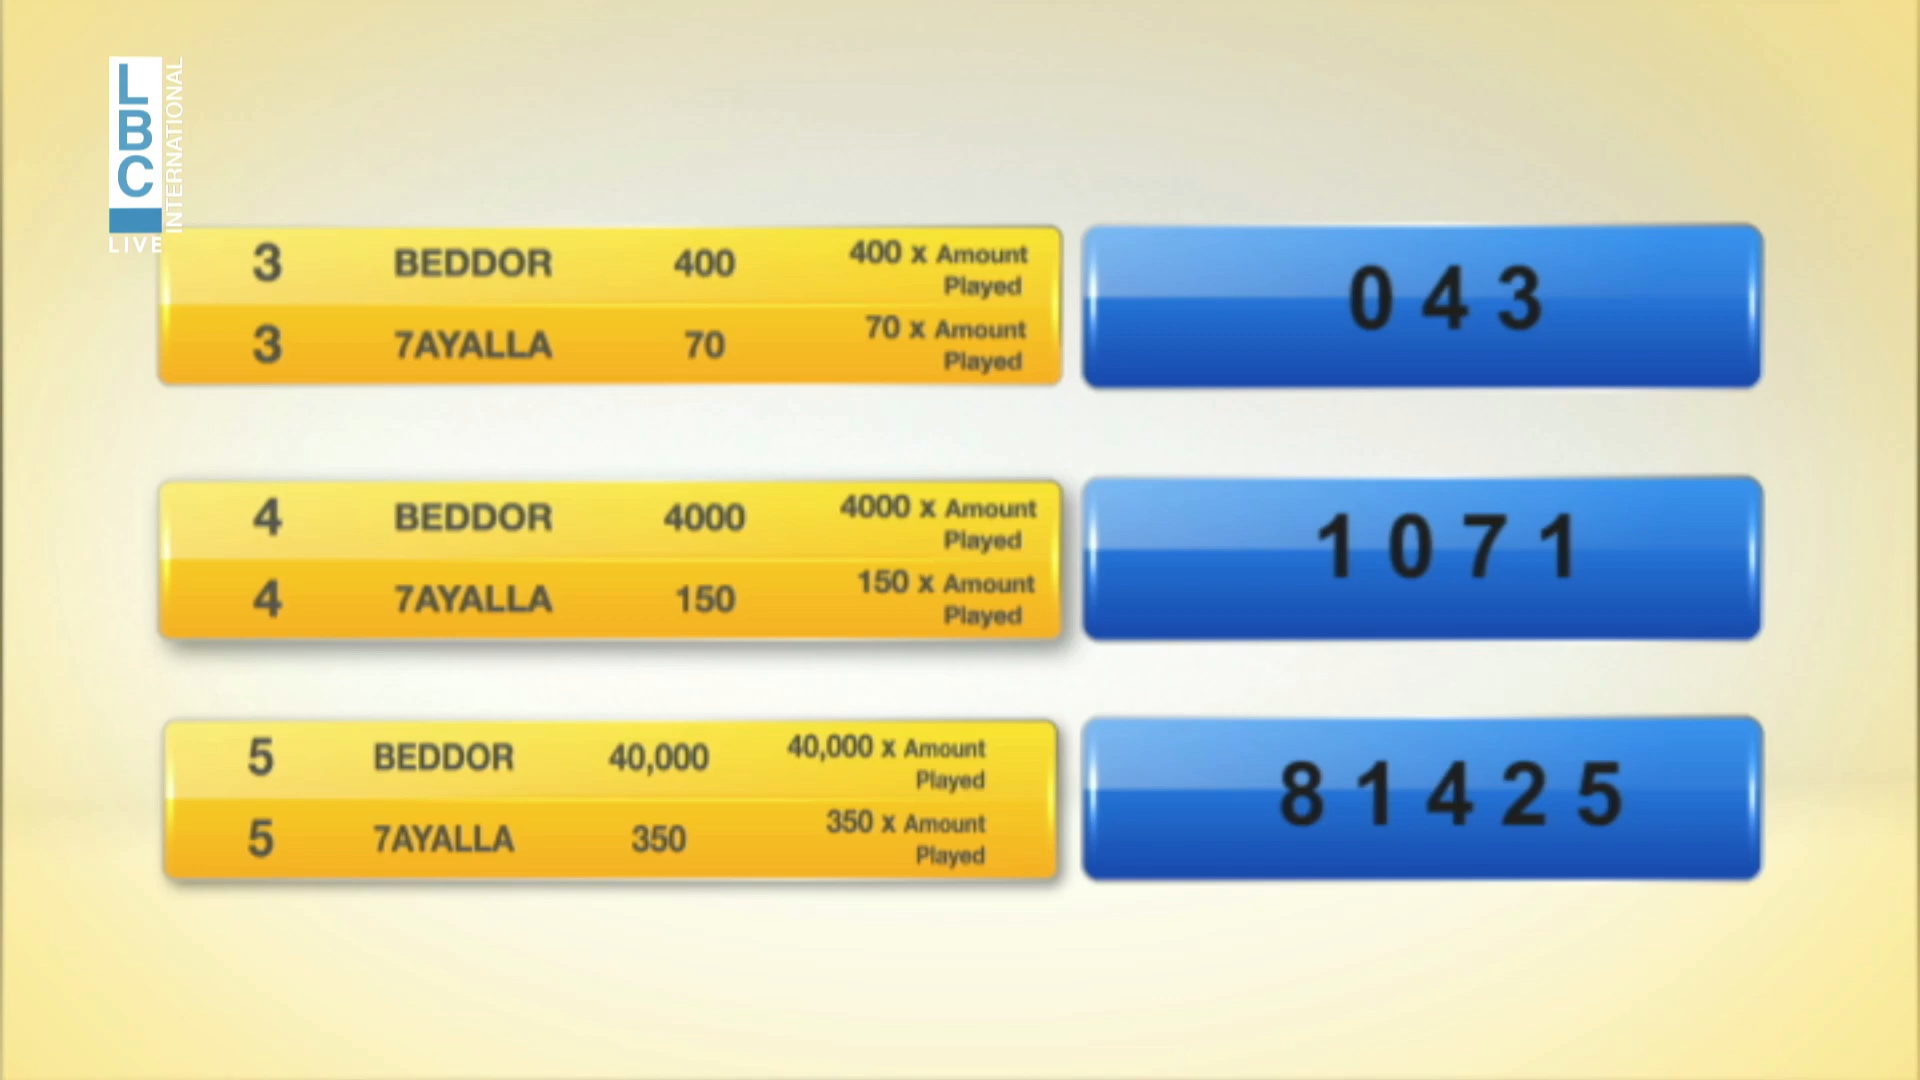 LBC
INTERNATIONAL
LIVE
3 BEDDOR 400 400 x Amount
Played
3 7AYALLA 70 70 x Amount
Played
0 4 3
4 BEDDOR 4000 4000 x Amount
Played
4 7AYALLA 150 150 x Amount
Played
1 0 7 1
5 BEDDOR 40,000 40,000 x Amount
Played
5 7AYALLA 350 350 x Amount
Played
8 1 4 2 5